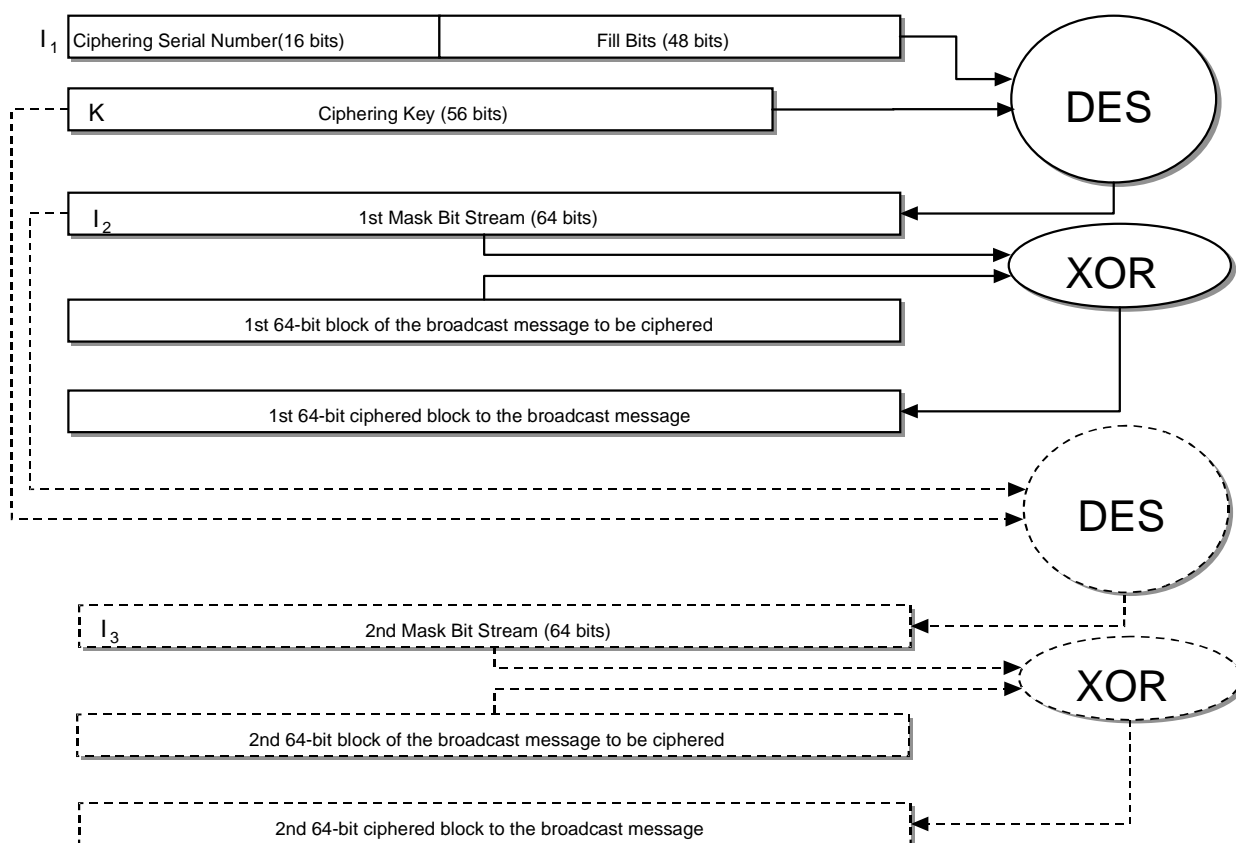 I1 Ciphering Serial Number(16 bits) Fill Bits (48 bits)
DES
K Ciphering Key (56 bits)
I2 1st Mask Bit Stream (64 bits)
XOR
1st 64-bit block of the broadcast message to be ciphered
1st 64-bit ciphered block to the broadcast message
DES
I3 2nd Mask Bit Stream (64 bits)
XOR
2nd 64-bit block of the broadcast message to be ciphered
2nd 64-bit ciphered block to the broadcast message